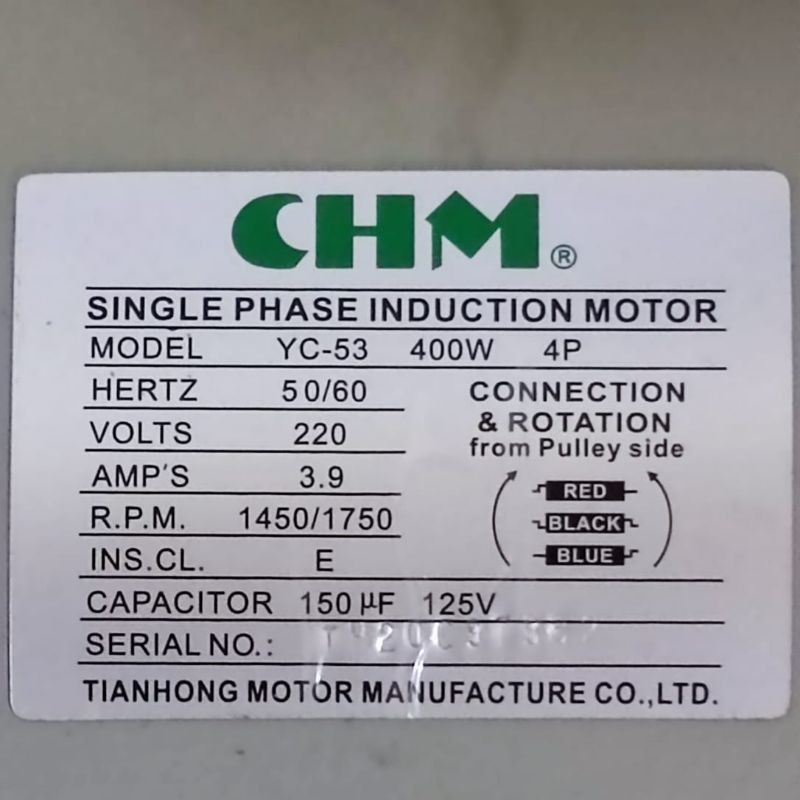 CHM®
SINGLE PHASE INDUCTION MOTOR
MODEL YC-53 400W 4P
HERTZ 50/60
VOLTS 220
AMP'S 3.9
R.P.M. 1450/1750
INS.CL. E
CONNECTION
& ROTATION
from Pulley side
RED
BLACK
BLUE
CAPACITOR 150 µF 125V
SERIAL NO.:
TIANHONG MOTOR MANUFACTURE CO.,LTD.